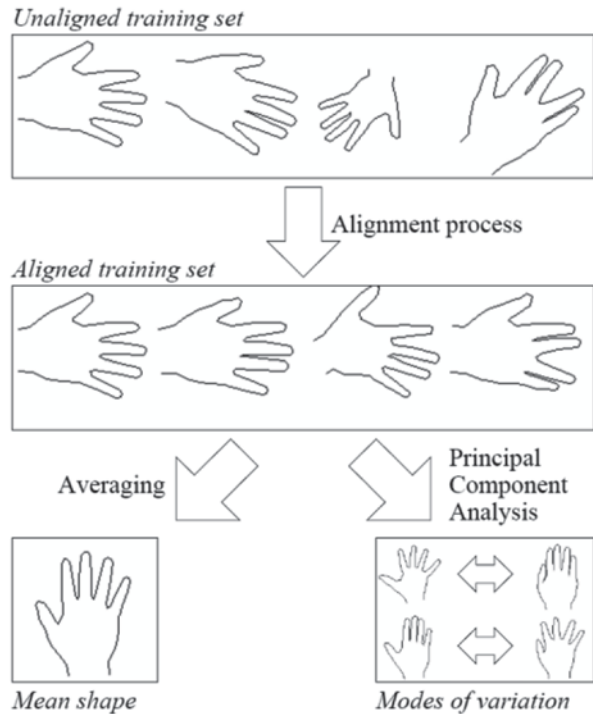 Unaligned training set
Alignment process
Aligned training set
Averaging
Principal
Component
Analysis
Mean shape
Modes of variation